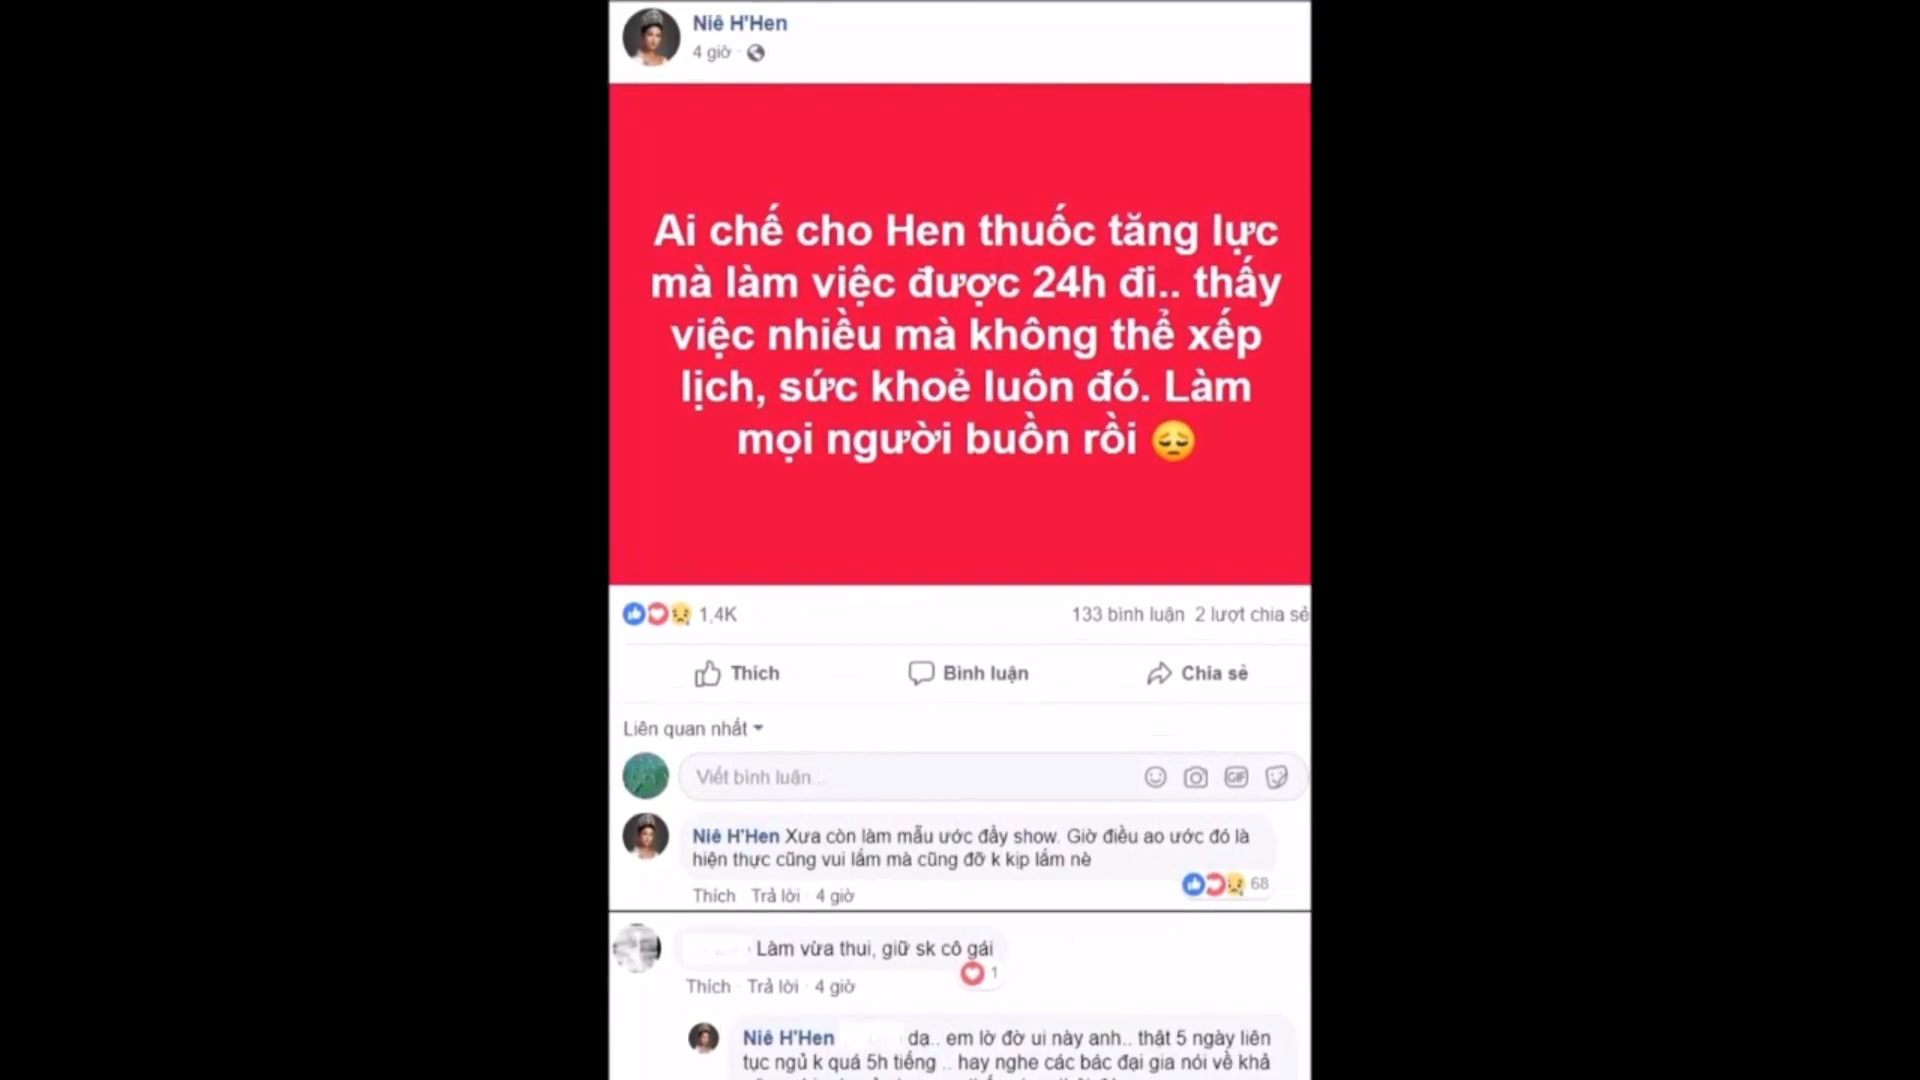 Niê H'Hen
4 giờ ·
Ai chế cho Hen thuốc tăng lực
mà làm việc được 24h đi.. thấy
việc nhiều mà không thể xếp
lịch, sức khoẻ luôn đó. Làm
mọi người buồn rồi 😔
1,4K
133 bình luận 2 lượt chia sẻ
Thích
Bình luận
Chia sẻ
Liên quan nhất
Viết bình luận...
GIF
Niê H'Hen Xưa còn làm mẫu ước đầy show. Giờ điều ao ước đó là
hiện thực cũng vui lắm mà cũng đỡ k kịp lắm nè
68
Thích · Trả lời · 4 giờ
Làm vừa thui, giữ sk cô gái
1
Thích · Trả lời · 4 giờ
Niê H'Hen dạ.. em lờ đờ ui này anh.. thật 5 ngày liên
tục ngủ k quá 5h tiếng .. hay nghe các bác đại gia nói về khả